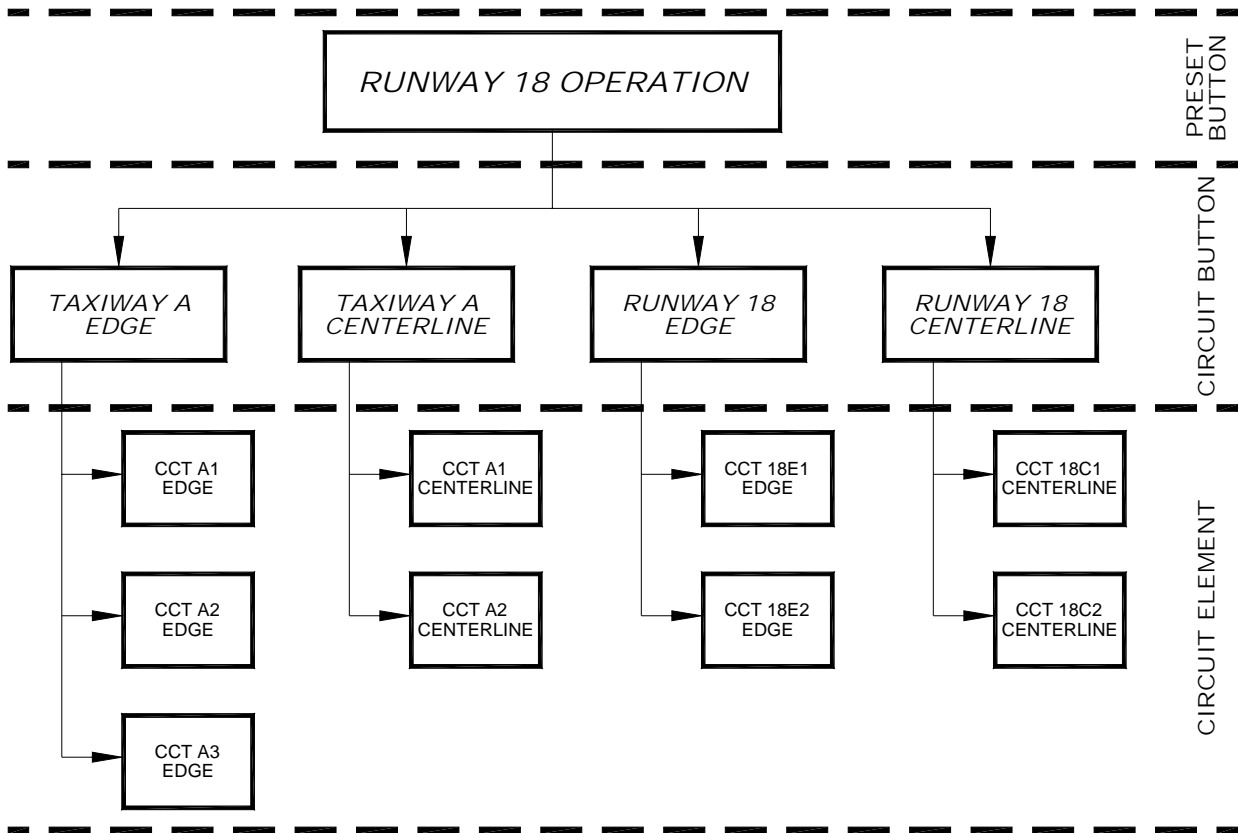 RUNWAY 18 OPERATION
PRESET
BUTTON
TAXIWAY A
EDGE
TAXIWAY A
CENTERLINE
RUNWAY 18
EDGE
RUNWAY 18
CENTERLINE
CIRCUIT BUTTON
CCT A1
EDGE
CCT A1
CENTERLINE
CCT 18E1
EDGE
CCT 18C1
CENTERLINE
CCT A2
EDGE
CCT A2
CENTERLINE
CCT 18E2
EDGE
CCT 18C2
CENTERLINE
CCT A3
EDGE
CIRCUIT ELEMENT